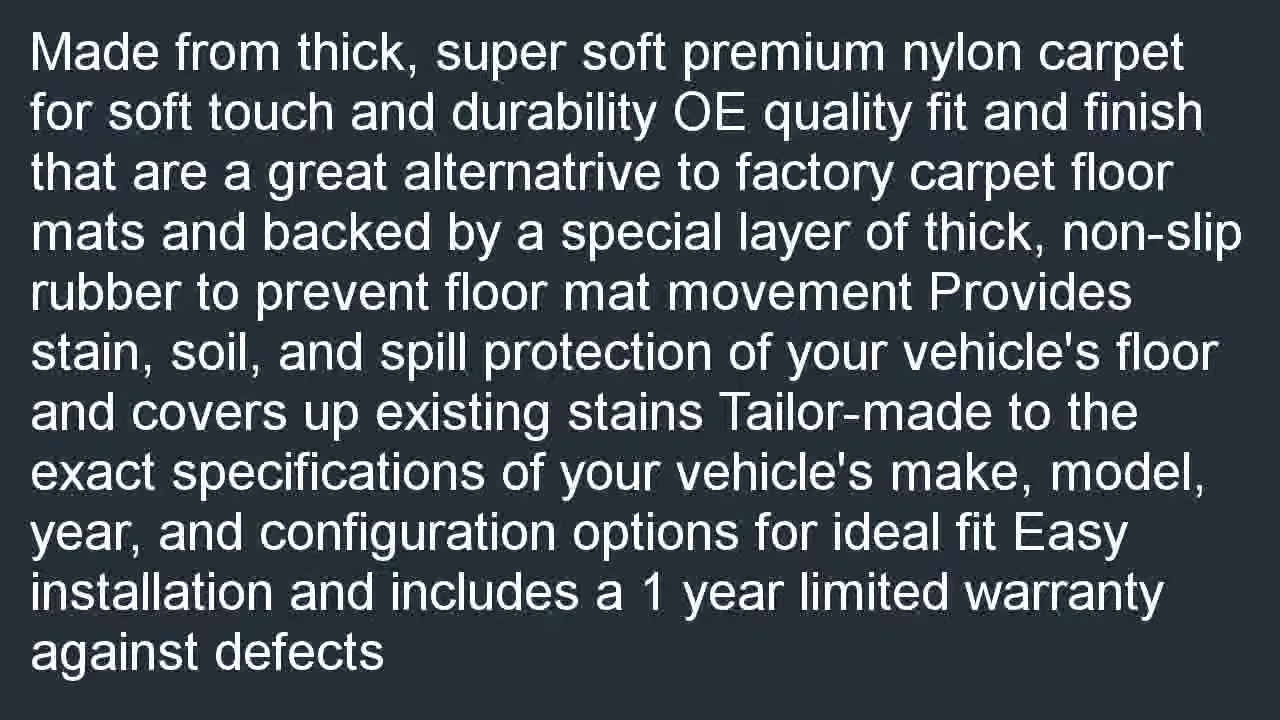 Made from thick, super soft premium nylon carpet
for soft touch and durability OE quality fit and finish
that are a great alternatrive to factory carpet floor
mats and backed by a special layer of thick, non-slip
rubber to prevent floor mat movement Provides
stain, soil, and spill protection of your vehicle's floor
and covers up existing stains Tailor-made to the
exact specifications of your vehicle's make, model,
year, and configuration options for ideal fit Easy
installation and includes a 1 year limited warranty
against defects